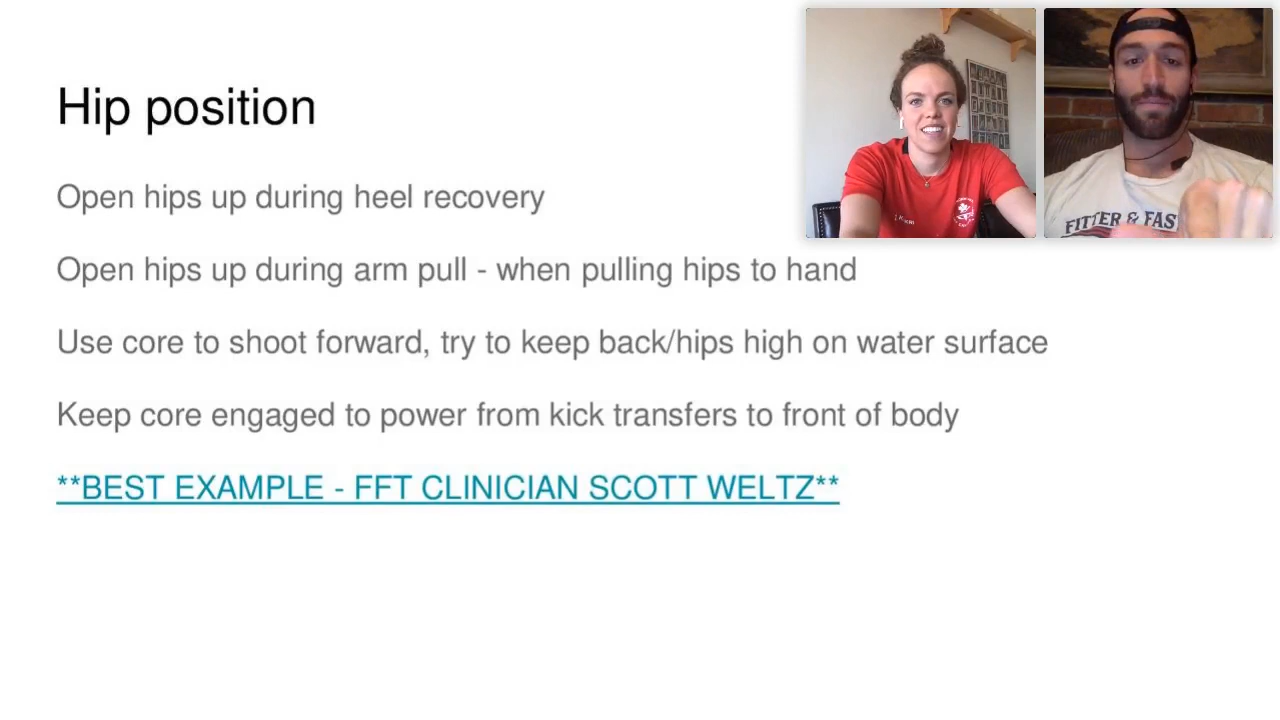 Hip position
Open hips up during heel recovery
Open hips up during arm pull - when pulling hips to hand
Use core to shoot forward, try to keep back/hips high on water surface
Keep core engaged to power from kick transfers to front of body
**BEST EXAMPLE - FFT CLINICIAN SCOTT WELTZ**
FITTER & FAS